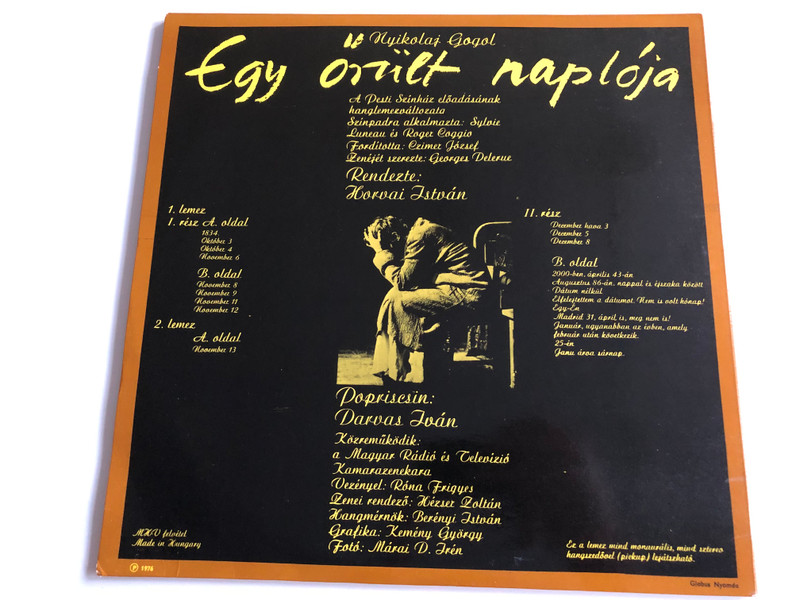 Nyikolaj Gogol
Egy őrült naplója
A Pesti Színház előadásának
hanglemezváltozata
Színpadra alkalmazta: Sylvie
Luneau és Roger Coggio
Fordította: Czimer József
Zenéjét szerezte: Georges Delerue
Rendezte:
Horvai István
1. lemez
1. rész A. oldal
1834.
Október 3
Október 4
November 6
B. oldal
November 8
November 9
November 11
November 12
2. lemez
A. oldal
November 13
II. rész
December hava 3
December 5
December 8
B. oldal
2000-ben, április 43-án
Augusztus 86-án, nappal és éjszaka között
Dátum nélkül
Elfelejtettem a dátumot. Nem is volt hónap!
Egy-Én
Madrid 31, ápril is, meg nem is!
Január, ugyanabban az évben, amely
február után következik.
25-én
Janu árva sárnap.
Popriscsin:
Darvas Iván
Közreműködik:
a Magyar Rádió és Televízió
Kamarazenekara
Vezényel: Róna Frigyes
Zenei rendező: Hézser Zoltán
Hangmérnök: Berényi István
Grafika: Kemény György
Fotó: Márai D. Irén
MHV felvétel
Made in Hungary
Ez a lemez mind monaurális, mind sztereo
hangszedővel (pickup) lejátszható.
Ⓟ 1976
Globus Nyomda